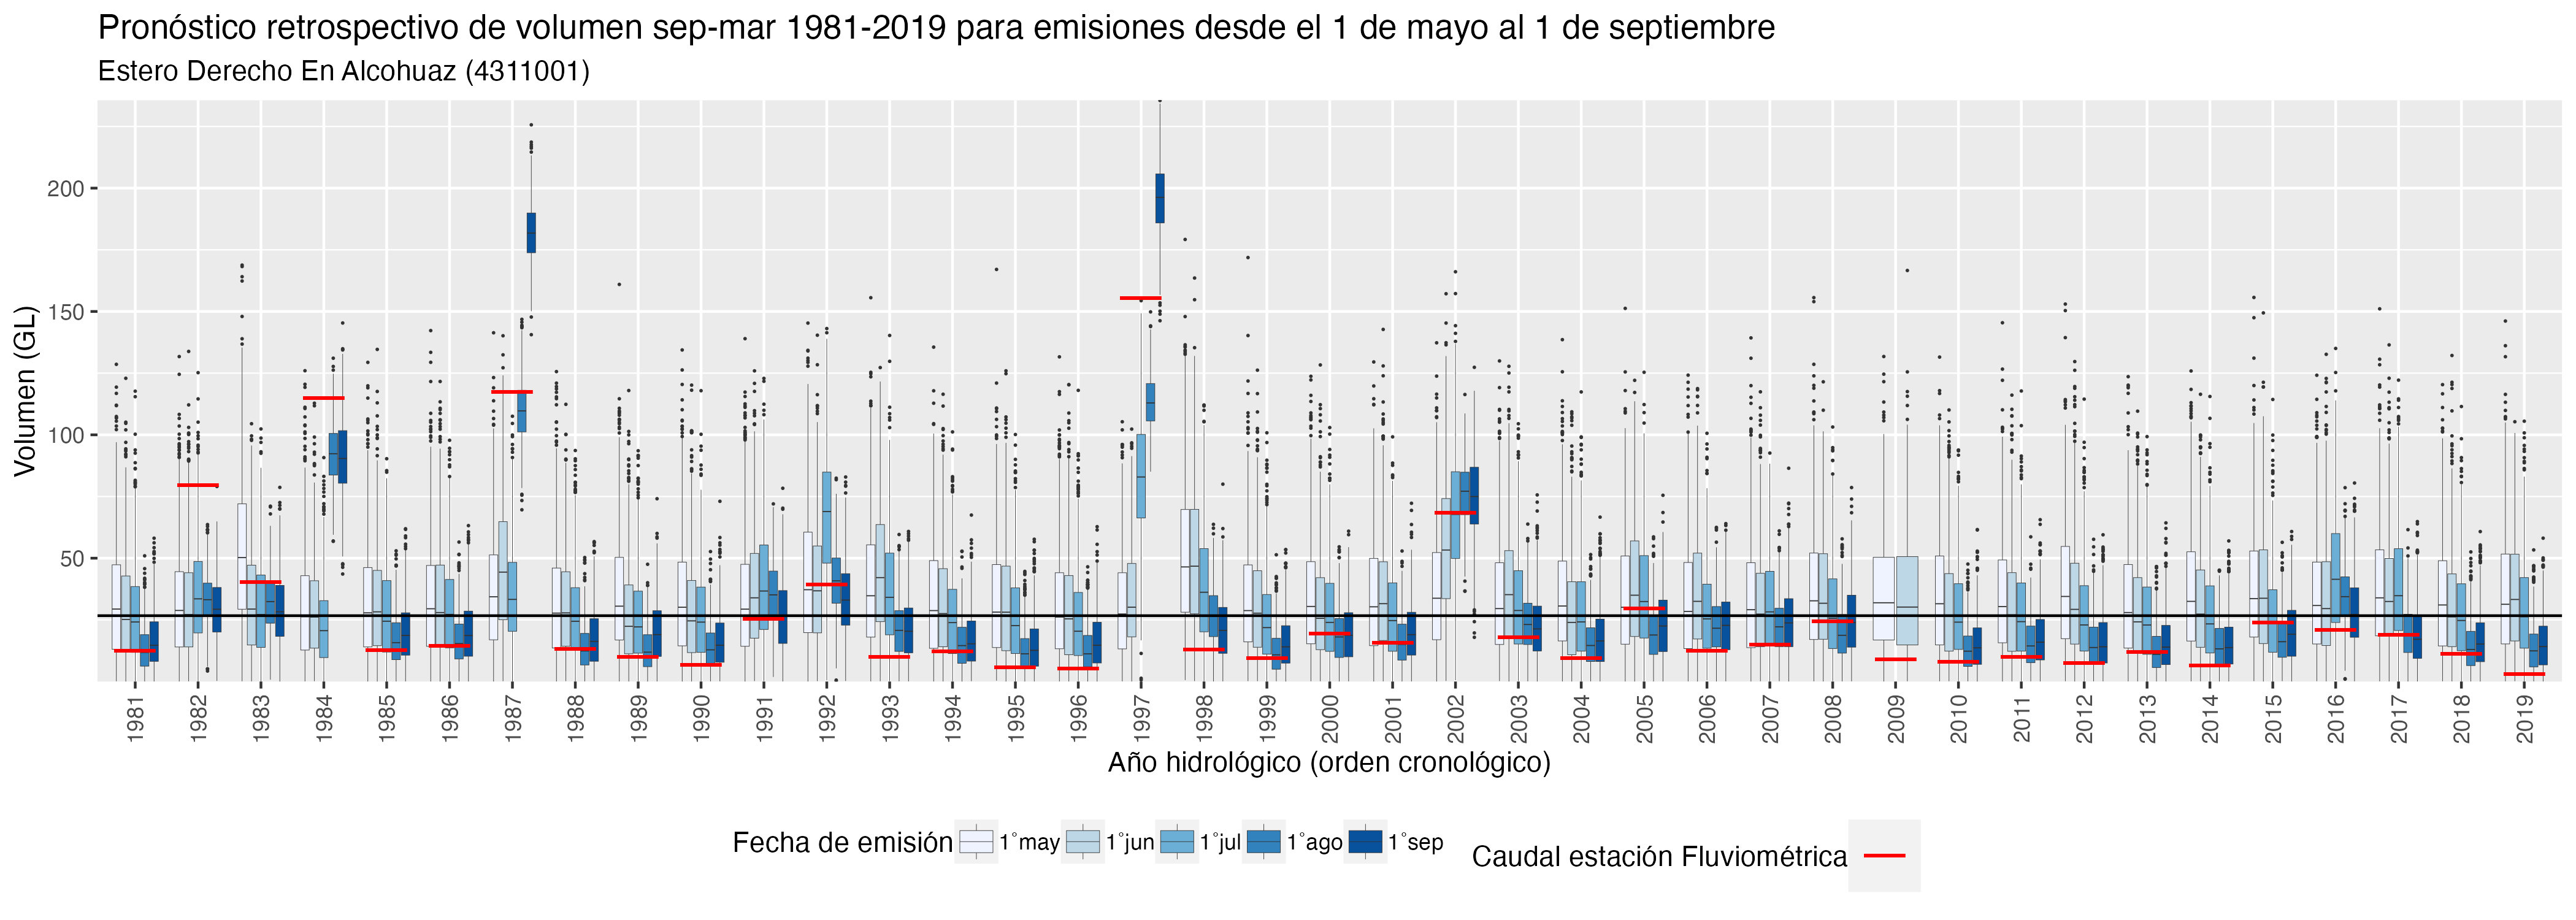 Pronóstico retrospectivo de volumen sep-mar 1981-2019 para emisiones desde el 1 de mayo al 1 de septiembre
Estero Derecho En Alcohuaz (4311001)
Volumen (GL)
200
150
100
50
1981 1982 1983 1984 1985 1986 1987 1988 1989 1990 1991 1992 1993 1994 1995 1996 1997 1998 1999 2000 2001 2002 2003 2004 2005 2006 2007 2008 2009 2010 2011 2012 2013 2014 2015 2016 2017 2018 2019
Año hidrológico (orden cronológico)
Fecha de emisión 1°may 1°jun 1°jul 1°ago 1°sep Caudal estación Fluviométrica